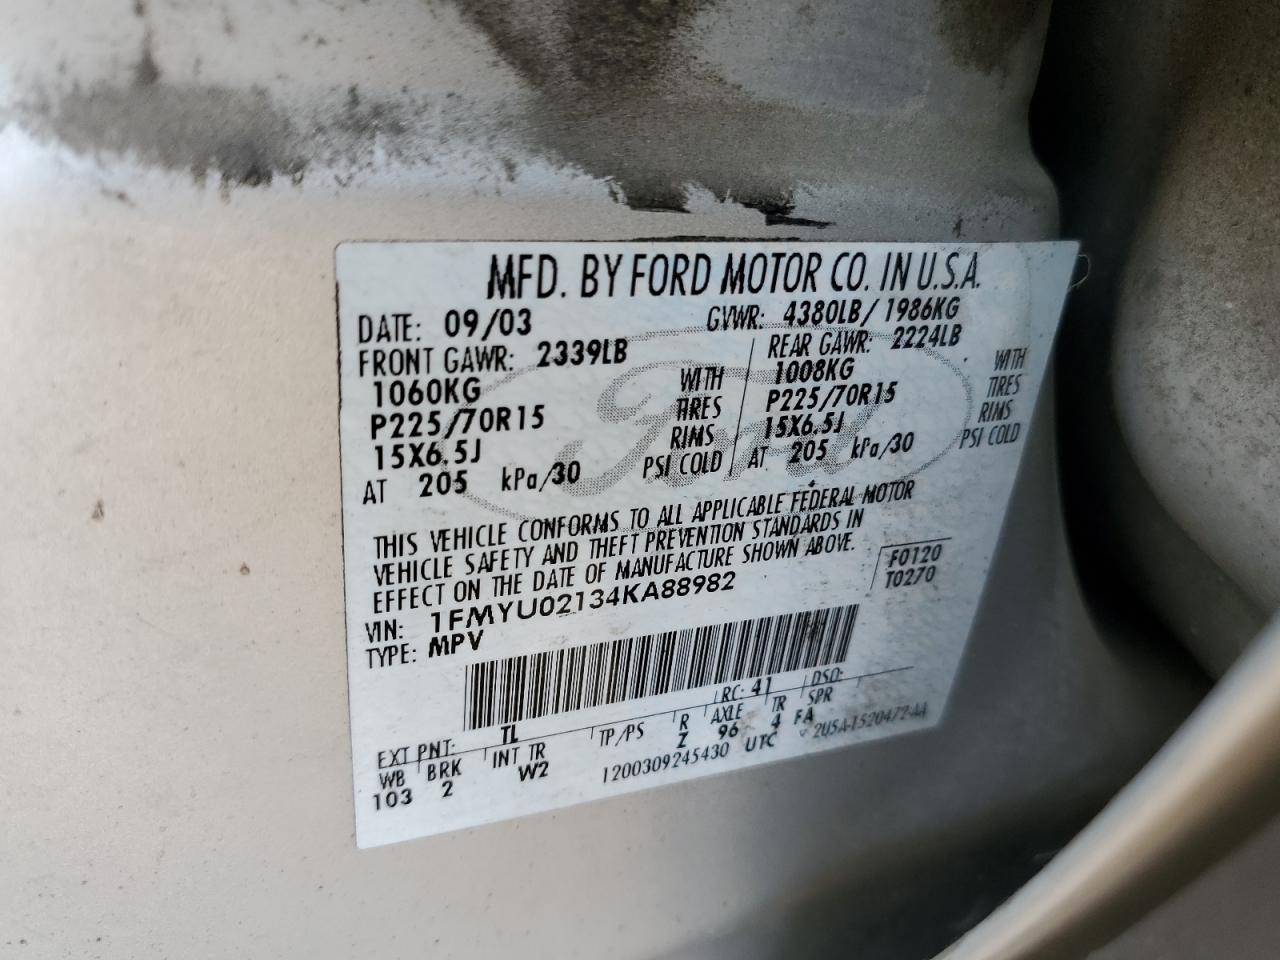 MFD. BY FORD MOTOR CO. IN U.S.A.
DATE: 09/03 GVWR: 4380LB/ 1986KG
FRONT GAWR: 2339LB REAR GAWR: 2224LB
1060KG WITH 1008KG WITH
P225/70R15 TIRES P225/70R15 TIRES
15X6.5J RIMS 15X6.5J RIMS
AT 205 kPa/30 PSI COLD AT 205 kPa/30 PSI COLD
THIS VEHICLE CONFORMS TO ALL APPLICABLE FEDERAL MOTOR
VEHICLE SAFETY AND THEFT PREVENTION STANDARDS IN
EFFECT ON THE DATE OF MANUFACTURE SHOWN ABOVE.
F0120
T0270
VIN: 1FMYU02134KA88982
TYPE: MPV
RC: 41 DSO:
EXT PNT: TL
WB BRK INT TR TP/PS R AXLE TR SPR
103 2 W2 Z 96 4 FA
1200309245430 UTC 2U5A-1520472-AA
Ford